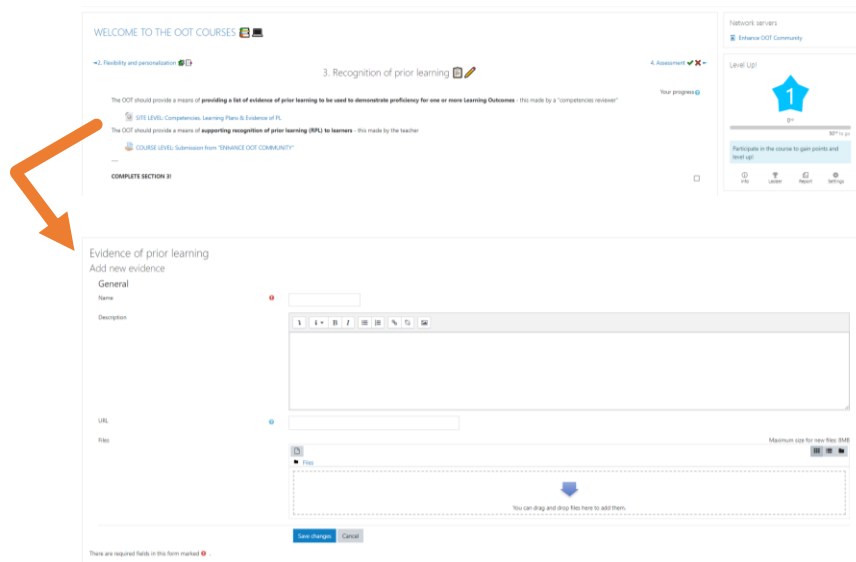 WELCOME TO THE OOT COURSES
Network servers
Enhance OOT Community
2. Flexibility and personalization
3. Recognition of prior learning
4. Assessment
Level Up!
1
Your progress
The OOT should provide a means of providing a list of evidence of prior learning to be used to demonstrate proficiency for one or more Learning Outcomes - this made by a "competencies reviewer"
SITE LEVEL: Competencies, Learning Plans & Evidence of PL
The OOT should provide a means of supporting recognition of prior learning (RPL) to learners - this made by the teacher
COURSE LEVEL: Submission from "ENHANCE OOT COMMUNITY"
---
COMPLETE SECTION 3!
Participate in the course to gain points and
level up!
Info Ladder Report Settings
Evidence of prior learning
Add new evidence
General
Name
Description
URL
Files
Maximum size for new files: 8MB
Files
You can drag and drop files here to add them.
Save changes Cancel
There are required fields in this form marked .